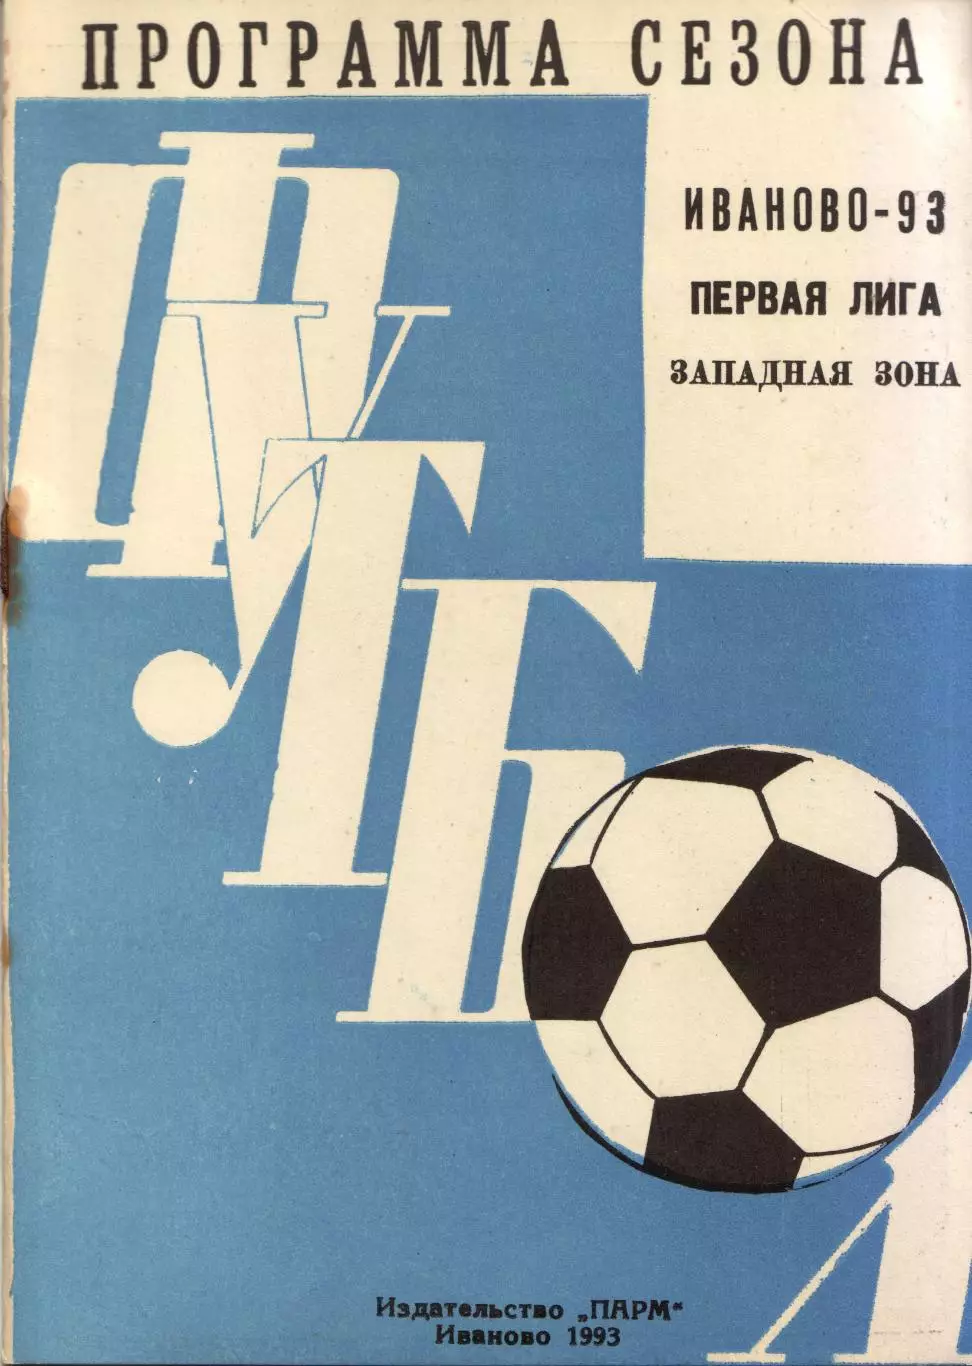 ПРОГРАММА СЕЗОНА
ИВАНОВО-93
ПЕРВАЯ ЛИГА
ЗАПАДНАЯ ЗОНА
ФУТБОЛ
Издательство „ПАРМ“
Иваново 1993